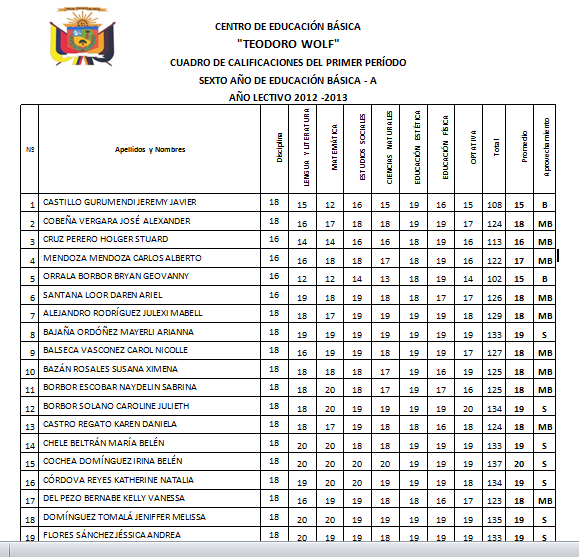 CENTRO DE EDUCACIÓN BÁSICA
"TEODORO WOLF"
CUADRO DE CALIFICACIONES DEL PRIMER PERÍODO
SEXTO AÑO DE EDUCACIÓN BÁSICA - A
AÑO LECTIVO 2012 -2013
Nº Apellidos y Nombres Disciplina LENGUA Y LITERATURA MATEMÁTICA ESTUDIOS SOCIALES CIENCIAS NATURALES EDUCACIÓN ESTÉTICA EDUCACIÓN FÍSICA OPTATIVA Total Promedio Aprovechamiento
1 CASTILLO GURUMENDI JEREMY JAVIER 18 15 12 16 15 19 16 15 108 15 B
2 COBEÑA VERGARA JOSÉ ALEXANDER 18 16 17 18 18 19 19 17 124 18 MB
3 CRUZ PERERO HOLGER STUARD 16 14 14 16 16 18 19 16 113 16 MB
4 MENDOZA MENDOZA CARLOS ALBERTO 16 16 18 18 17 18 19 16 122 17 MB
5 ORRALA BORBOR BRYAN GEOVANNY 16 12 12 14 13 18 19 14 102 15 B
6 SANTANA LOOR DAREN ARIEL 16 19 18 19 18 18 17 17 126 18 MB
7 ALEJANDRO RODRÍGUEZ JULEXI MABELL 18 18 17 19 19 19 19 18 129 18 MB
8 BAJAÑA ORDÓÑEZ MAYERLI ARIANNA 18 19 19 19 19 19 19 19 133 19 S
9 BALSECA VASCONEZ CAROL NICOLLE 18 16 19 19 18 19 19 17 127 18 MB
10 BAZÁN ROSALES SUSANA XIMENA 18 18 18 18 17 19 16 19 125 18 MB
11 BORBOR ESCOBAR NAYDELIN SABRINA 18 18 20 18 17 19 17 16 125 18 MB
12 BORBOR SOLANO CAROLINE JULIETH 18 18 20 19 19 19 19 20 134 19 S
13 CASTRO REGATO KAREN DANIELA 18 18 17 19 18 18 16 18 124 18 MB
14 CHELE BELTRÁN MARÍA BELÉN 18 20 20 18 18 19 19 19 133 19 S
15 COCHEA DOMÍNGUEZ IRINA BELÉN 18 20 20 20 20 19 19 19 137 20 S
16 CÓRDOVA REYES KATHERINE NATALIA 18 19 20 20 19 19 18 19 134 19 S
17 DEL PEZO BERNABE KELLY VANESSA 18 16 19 19 18 18 16 17 123 18 MB
18 DOMÍNGUEZ TOMALÁ JENIFFER MELISSA 18 20 20 19 19 19 19 19 135 19 S
19 FLORES SÁNCHEZ JÉSSICA ANDREA 18 20 19 19 19 18 19 19 133 19 S